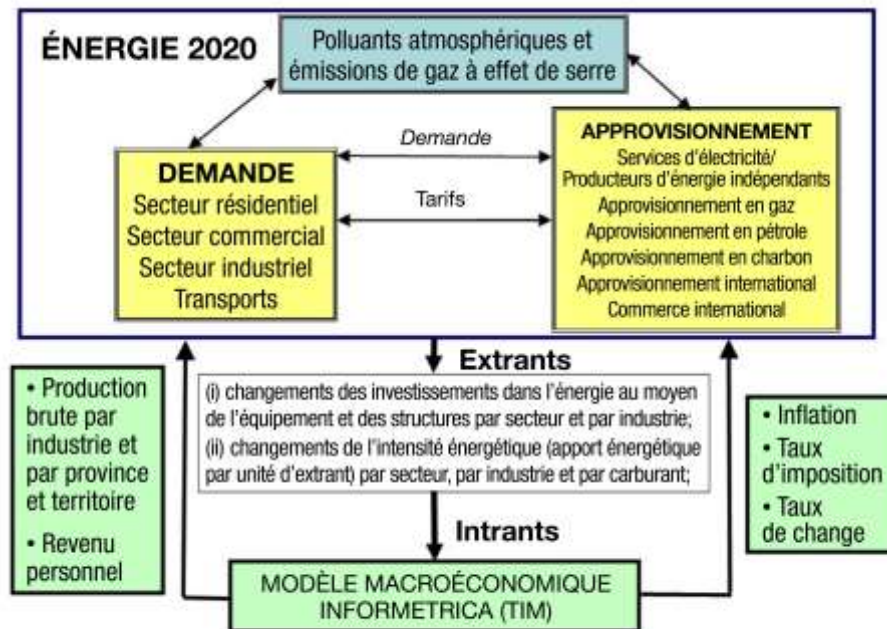 ÉNERGIE 2020
Polluants atmosphériques et
émissions de gaz à effet de serre
DEMANDE
Secteur résidentiel
Secteur commercial
Secteur industriel
Transports
Demande
Tarifs
APPROVISIONNEMENT
Services d'électricité/
Producteurs d'énergie indépendants
Approvisionnement en gaz
Approvisionnement en pétrole
Approvisionnement en charbon
Approvisionnement international
Commerce international
Extrants
(i) changements des investissements dans l'énergie au moyen
de l'équipement et des structures par secteur et par industrie;
(ii) changements de l'intensité énergétique (apport énergétique
par unité d'extrant) par secteur, par industrie et par carburant;
• Production
brute par
industrie et
par province
et territoire
• Revenu
personnel
• Inflation
• Taux
d'imposition
• Taux
de change
Intrants
MODÈLE MACROÉCONOMIQUE
INFORMETRICA (TIM)